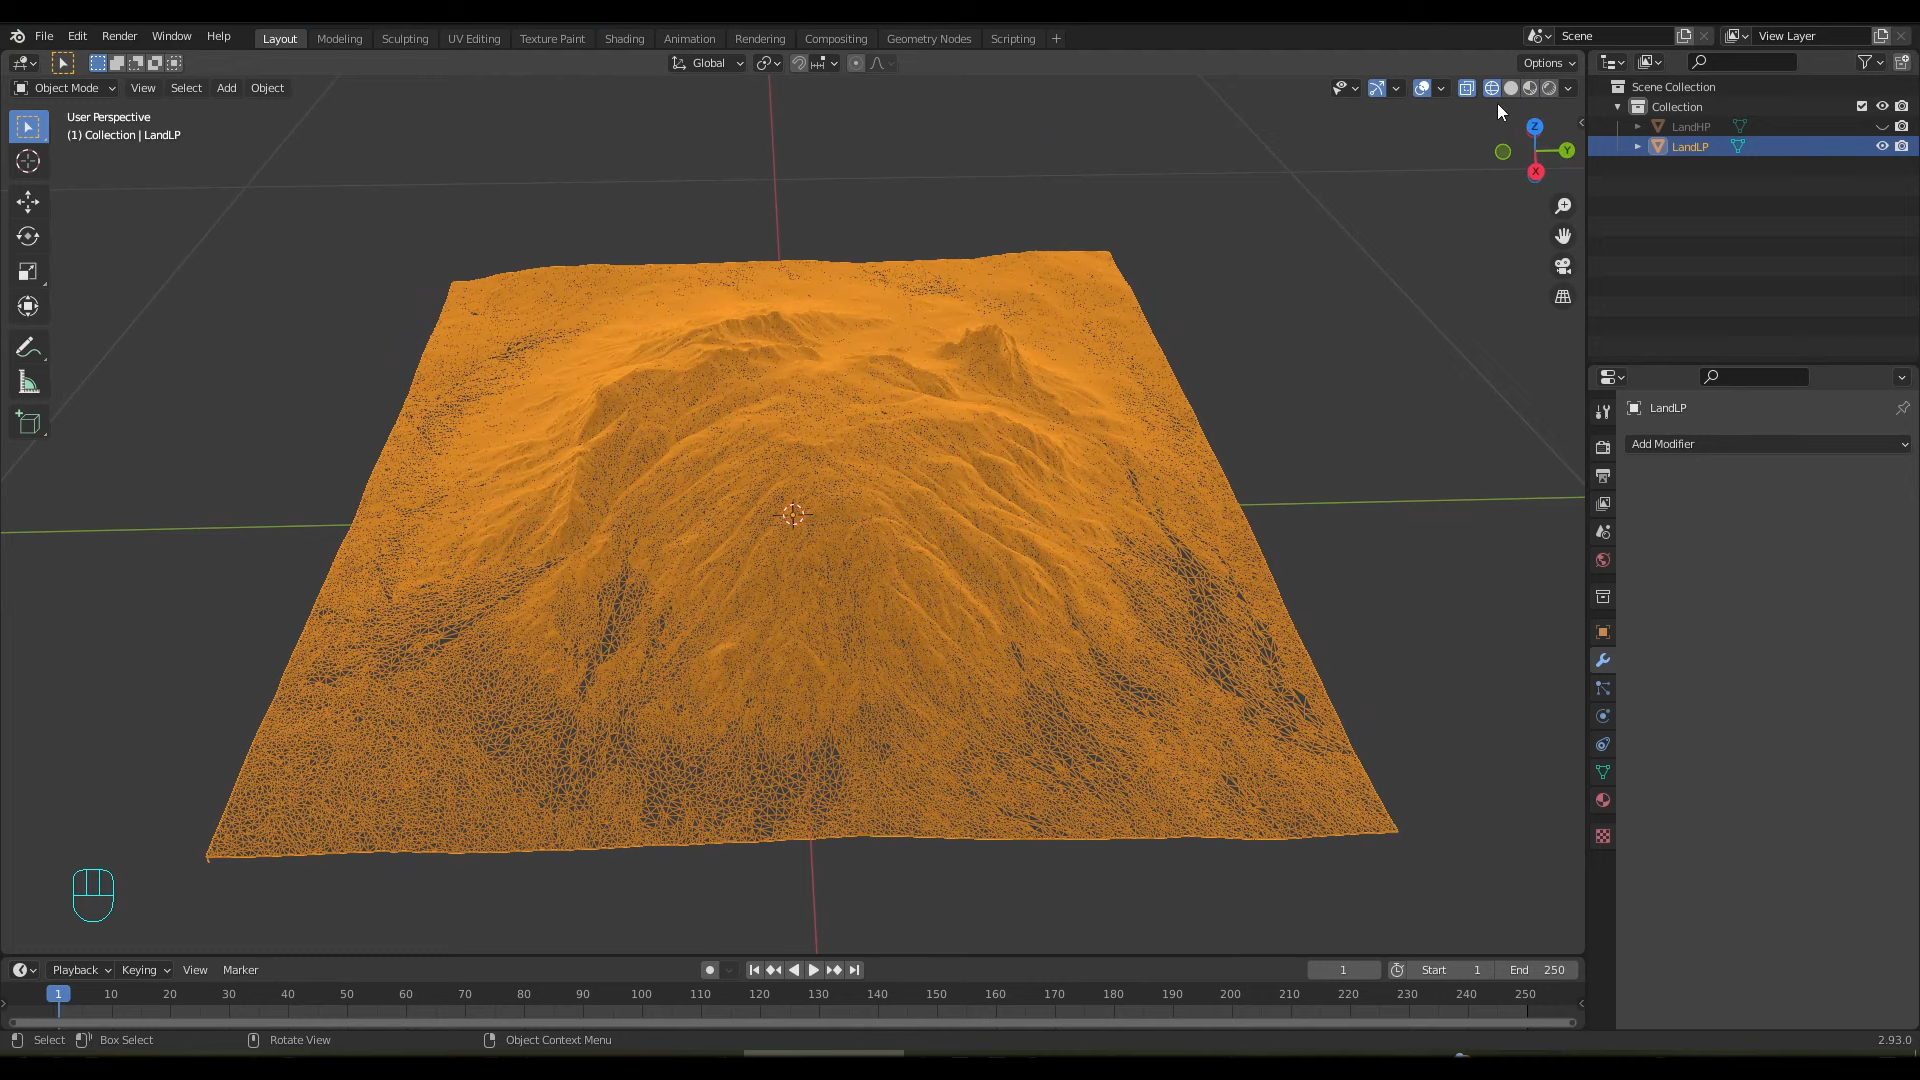 File Edit Render Window Help Layout Modeling Sculpting UV Editing Texture Paint Shading Animation Rendering Compositing Geometry Nodes Scripting + Scene View Layer
Global Options
Object Mode View Select Add Object
Scene Collection
Collection
LandHP
LandLP
User Perspective
(1) Collection | LandLP
Z
Y
X
LandLP
Add Modifier
Playback Keying View Marker 1 Start 1 End 250
1 10 20 30 40 50 60 70 80 90 100 110 120 130 140 150 160 170 180 190 200 210 220 230 240 250
Select Box Select Rotate View Object Context Menu 2.93.0